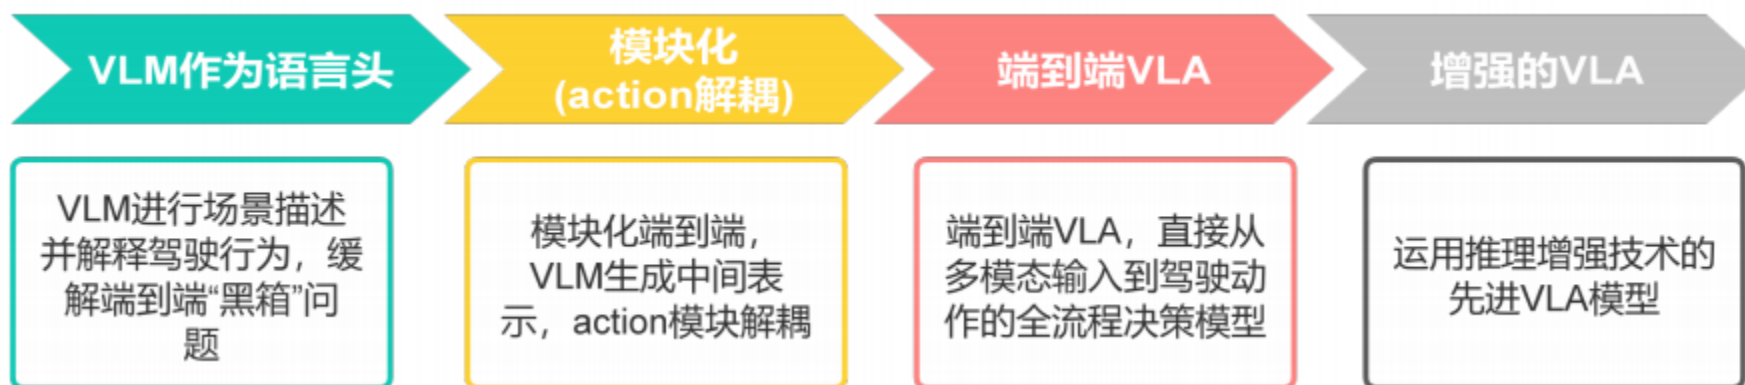 VLM作为语言头
模块化
(action解耦)
端到端VLA
增强的VLA
VLM进行场景描述
并解释驾驶行为，缓
解端到端“黑箱”问
题
模块化端到端，
VLM生成中间表
示，action模块解耦
端到端VLA，直接从
多模态输入到驾驶动
作的全流程决策模型
运用推理增强技术的
先进VLA模型